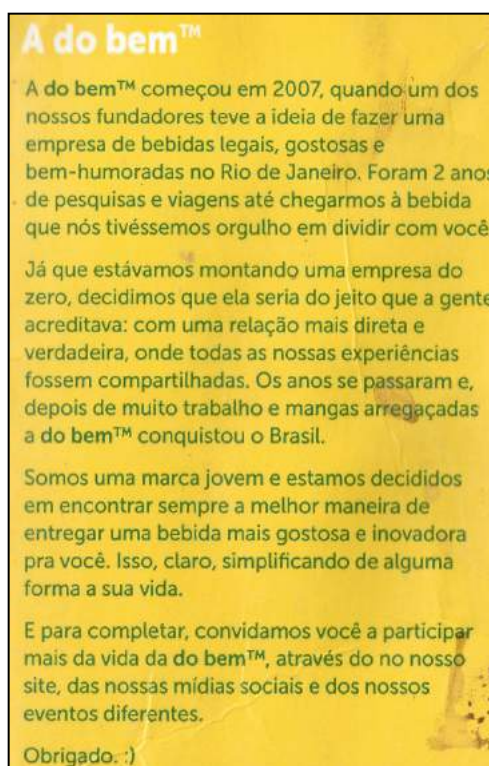 A do bem™
A do bem™ começou em 2007, quando um dos
nossos fundadores teve a ideia de fazer uma
empresa de bebidas legais, gostosas e
bem-humoradas no Rio de Janeiro. Foram 2 anos
de pesquisas e viagens até chegarmos à bebida
que nós tivéssemos orgulho em dividir com você
Já que estávamos montando uma empresa do
zero, decidimos que ela seria do jeito que a gente
acreditava: com uma relação mais direta e
verdadeira, onde todas as nossas experiências
fossem compartilhadas. Os anos se passaram e,
depois de muito trabalho e mangas arregaçadas
a do bem™ conquistou o Brasil.
Somos uma marca jovem e estamos decididos
em encontrar sempre a melhor maneira de
entregar uma bebida mais gostosa e inovadora
pra você. Isso, claro, simplificando de alguma
forma a sua vida.
E para completar, convidamos você a participar
mais da vida da do bem™, através do no nosso
site, das nossas mídias sociais e dos nossos
eventos diferentes.
Obrigado. :)